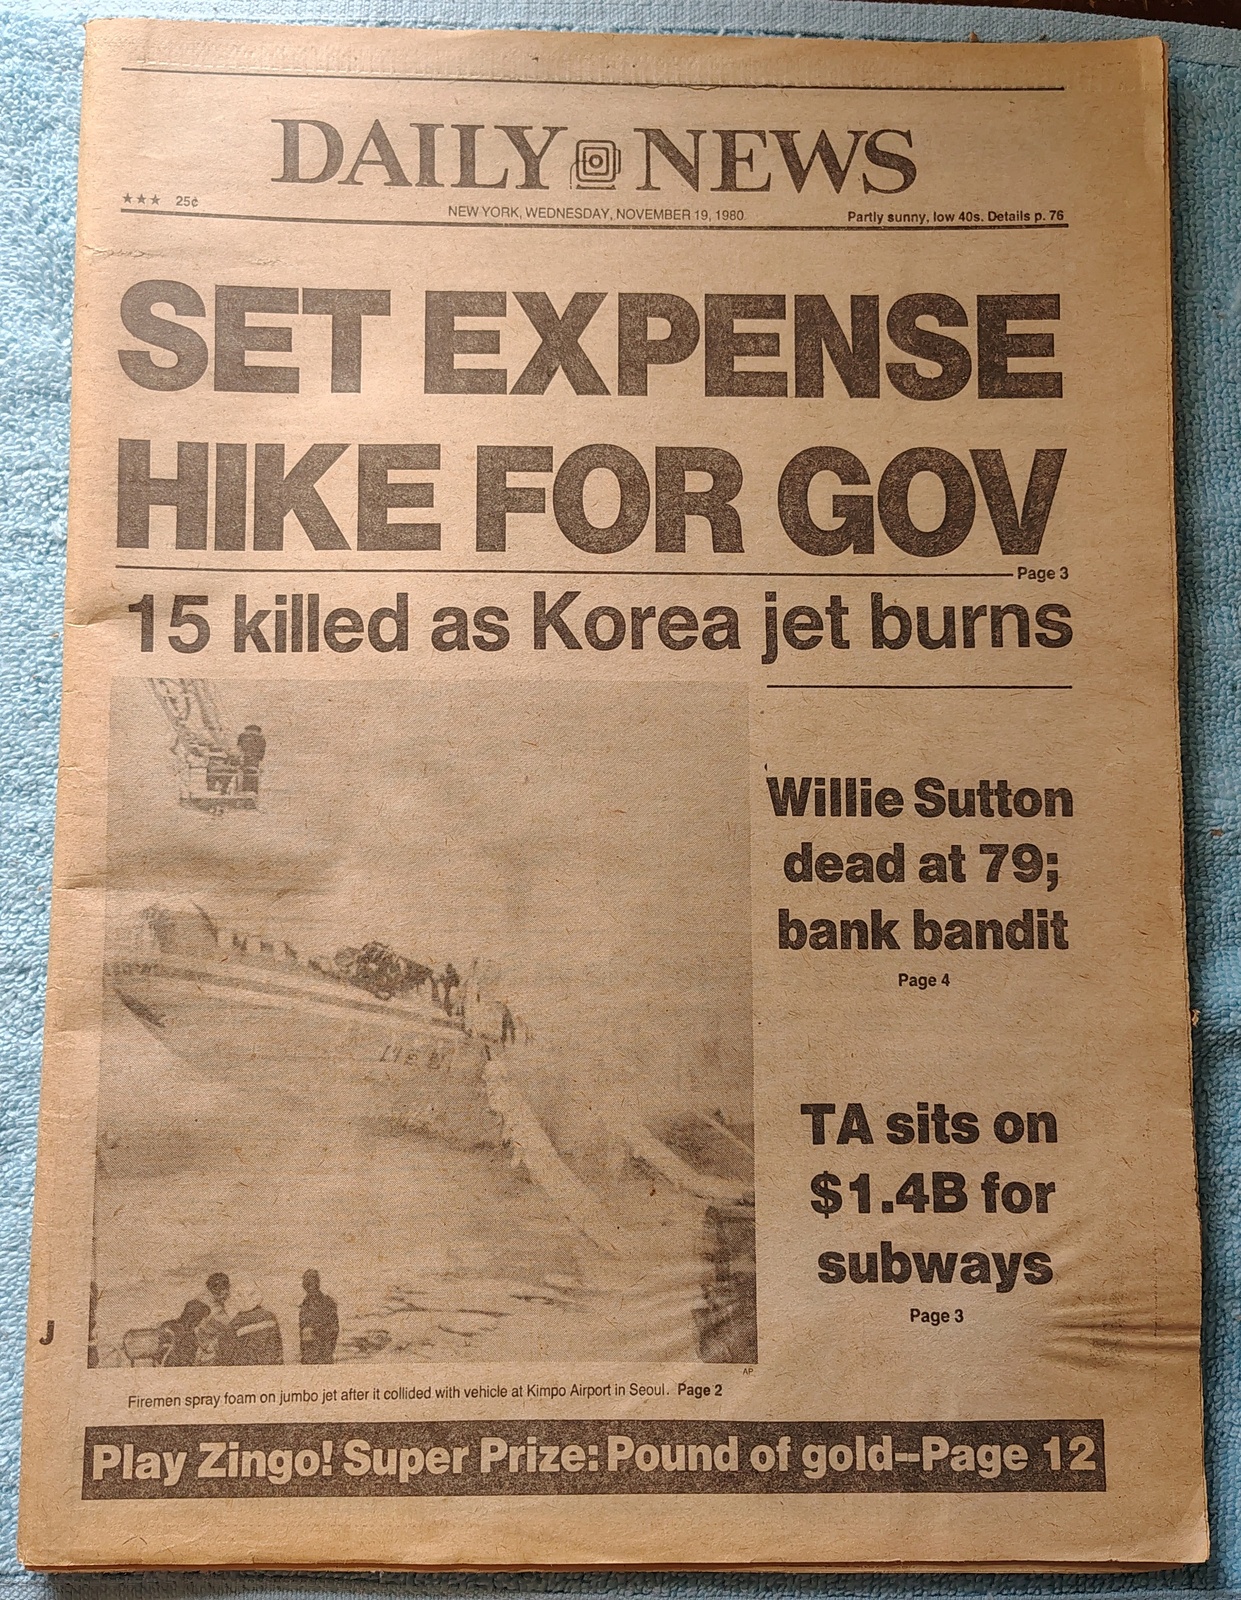 DAILY NEWS
★★★ 25¢
NEW YORK, WEDNESDAY, NOVEMBER 19, 1980
Partly sunny, low 40s. Details p. 76
SET EXPENSE
HIKE FOR GOV
Page 3
15 killed as Korea jet burns
Willie Sutton
dead at 79;
bank bandit
Page 4
TA sits on
$1.4B for
subways
Page 3
J
AP
Firemen spray foam on jumbo jet after it collided with vehicle at Kimpo Airport in Seoul. Page 2
Play Zingo! Super Prize: Pound of gold--Page 12